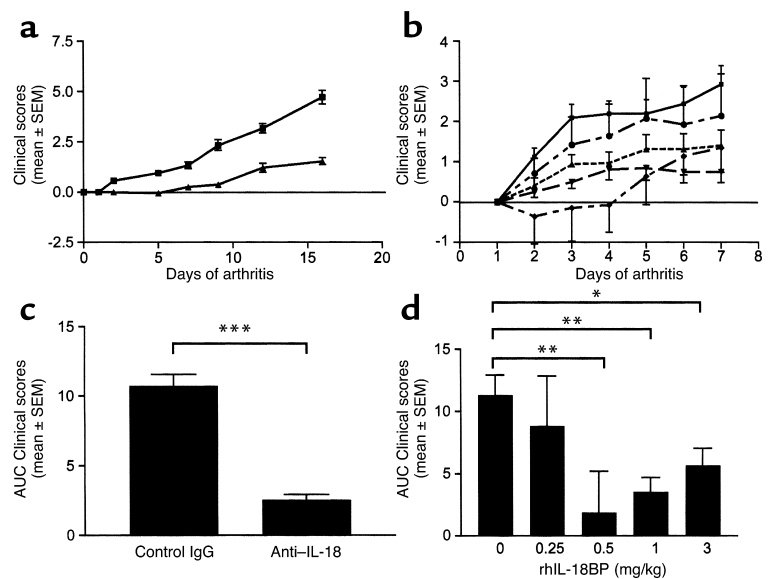 a
Clinical scores
(mean ± SEM)
7.5
5.0
2.5
0.0
-2.5
0 5 10 15 20
Days of arthritis
b
Clinical scores
(mean ± SEM)
4
3
2
1
0
-1
0 1 2 3 4 5 6 7 8
Days of arthritis
c
AUC Clinical scores
(mean ± SEM)
15
10
5
0
***
Control IgG Anti–IL-18
d
AUC Clinical scores
(mean ± SEM)
15
10
5
0
*
**
**
0 0.25 0.5 1 3
rhIL-18BP (mg/kg)